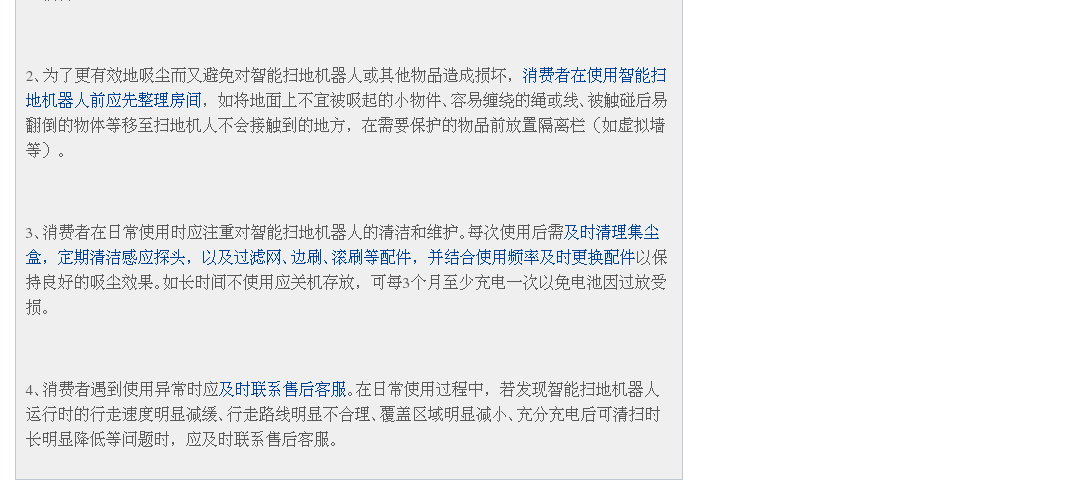 2、为了更有效地吸尘而又避免对智能扫地机器人或其他物品造成损坏，消费者在使用智能扫
地机器人前应先整理房间，如将地面上不宜被吸起的小物件、容易缠绕的绳或线、被触碰后易
翻倒的物体等移至扫地机人不会接触到的地方，在需要保护的物品前放置隔离栏（如虚拟墙
等）。
3、消费者在日常使用时应注重对智能扫地机器人的清洁和维护。每次使用后需及时清理集尘
盒，定期清洁感应探头，以及过滤网、边刷、滚刷等配件，并结合使用频率及时更换配件以保
持良好的吸尘效果。如长时间不使用应关机存放，可每3个月至少充电一次以免电池因过放受
损。
4、消费者遇到使用异常时应及时联系售后客服。在日常使用过程中，若发现智能扫地机器人
运行时的行走速度明显减缓、行走路线明显不合理、覆盖区域明显减小、充分充电后可清扫时
长明显降低等问题时，应及时联系售后客服。